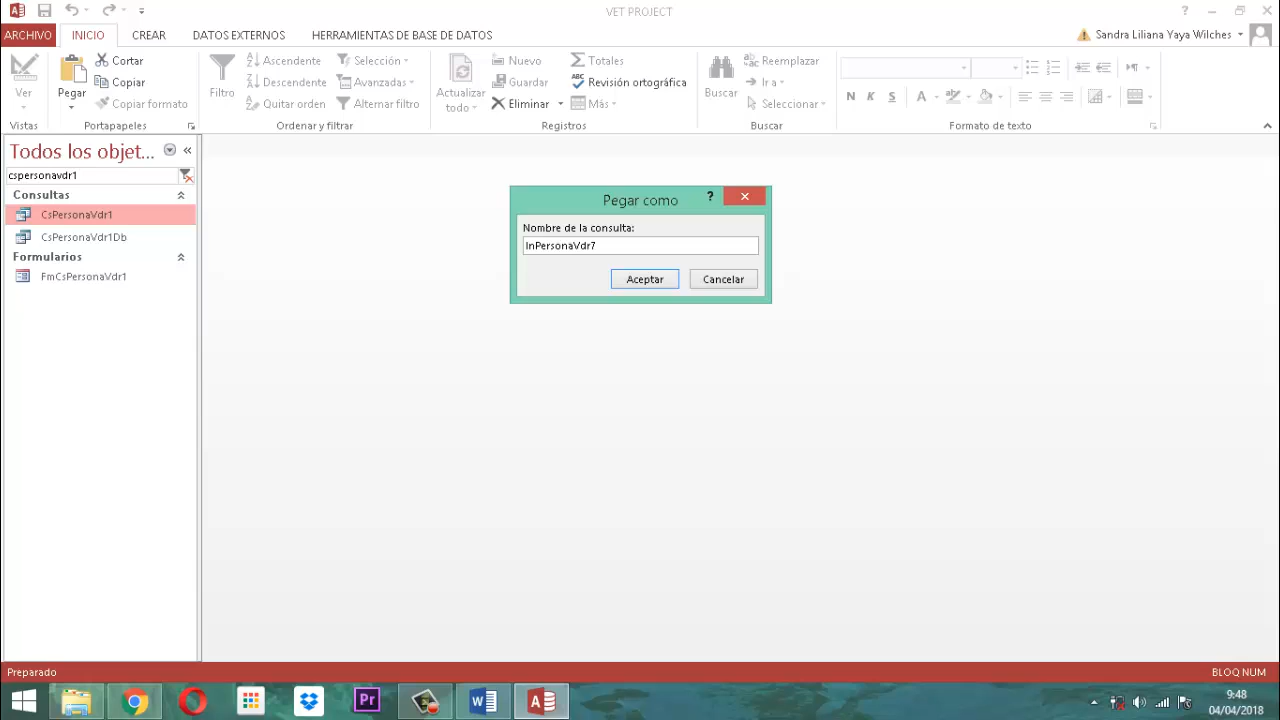 VET PROJECT
ARCHIVO INICIO CREAR DATOS EXTERNOS HERRAMIENTAS DE BASE DE DATOS Sandra Liliana Yaya Wilches
Ver
Vistas
Pegar
Cortar
Copiar
Copiar formato
Portapapeles
Filtro
Ascendente
Descendente
Quitar orden
Selección
Avanzadas
Alternar filtro
Ordenar y filtrar
Actualizar
todo
Nuevo
Guardar
Eliminar
Totales
Revisión ortográfica
Más
Registros
Buscar
Reemplazar
Ir a
Seleccionar
Buscar
N K S A
Formato de texto
Todos los objet...
cspersonavdr1
Consultas
CsPersonaVdr1
CsPersonaVdr1Db
Formularios
FmCsPersonaVdr1
Pegar como
Nombre de la consulta:
InPersonaVdr7
Aceptar Cancelar
Preparado BLOQ NUM
Pr
9:48
04/04/2018